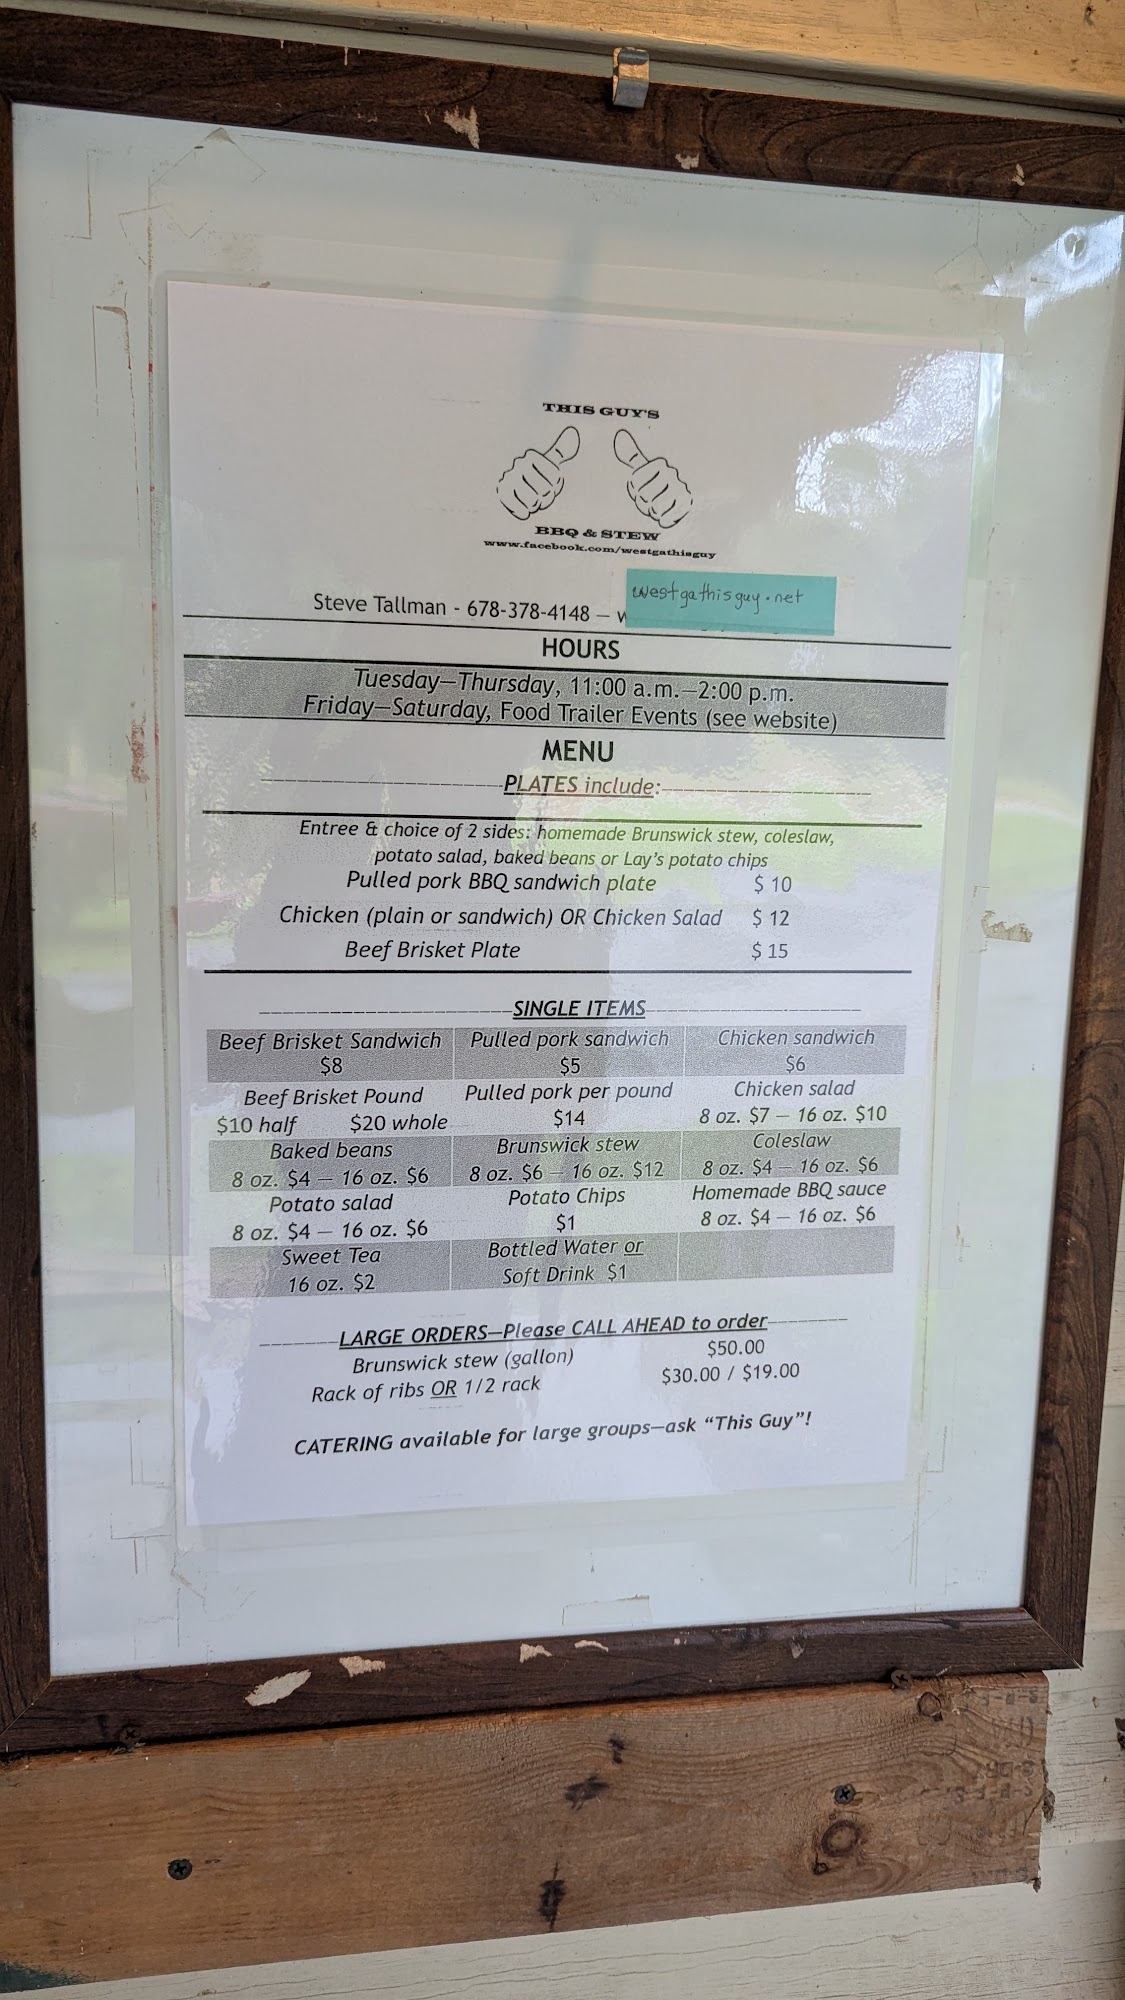 THIS GUY'S
BBQ & STEW
www.facebook.com/westgathisguy
westgathisguy.net
Steve Tallman - 678-378-4148 — w
HOURS
Tuesday—Thursday, 11:00 a.m.—2:00 p.m.
Friday—Saturday, Food Trailer Events (see website)
MENU
PLATES include:
Entree & choice of 2 sides: homemade Brunswick stew, coleslaw,
potato salad, baked beans or Lay's potato chips
Pulled pork BBQ sandwich plate $ 10
Chicken (plain or sandwich) OR Chicken Salad $ 12
Beef Brisket Plate $ 15
SINGLE ITEMS
Beef Brisket Sandwich Pulled pork sandwich Chicken sandwich
$8 $5 $6
Beef Brisket Pound Pulled pork per pound Chicken salad
$10 half $20 whole $14 8 oz. $7 — 16 oz. $10
Baked beans Brunswick stew Coleslaw
8 oz. $4 — 16 oz. $6 8 oz. $6 — 16 oz. $12 8 oz. $4 — 16 oz. $6
Potato salad Potato Chips Homemade BBQ sauce
8 oz. $4 — 16 oz. $6 $1 8 oz. $4 — 16 oz. $6
Sweet Tea Bottled Water or
16 oz. $2 Soft Drink $1
LARGE ORDERS—Please CALL AHEAD to order
Brunswick stew (gallon) $50.00
Rack of ribs OR 1/2 rack $30.00 / $19.00
CATERING available for large groups—ask “This Guy”!